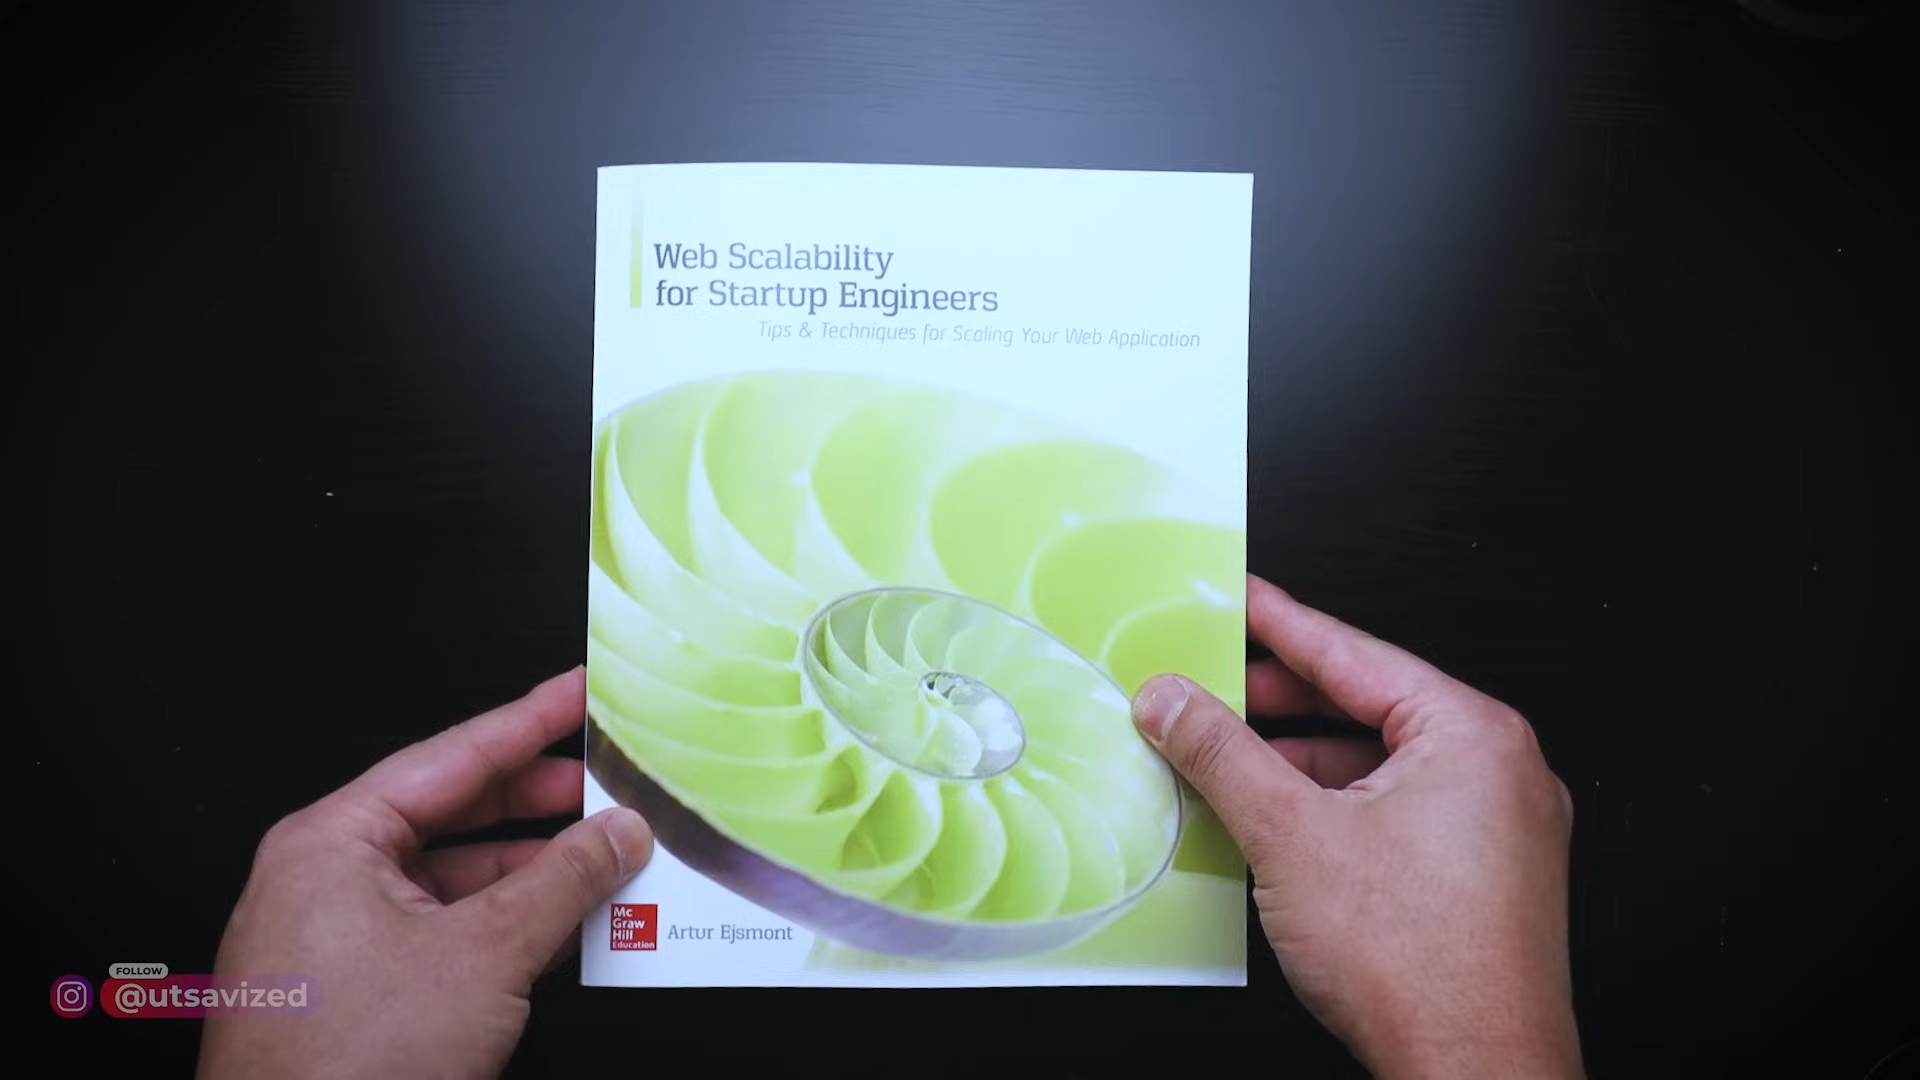 Web Scalability
for Startup Engineers
Tips & Techniques for Scaling Your Web Application
Mc
Graw
Hill
Education
Artur Ejsmont
FOLLOW
@utsavized